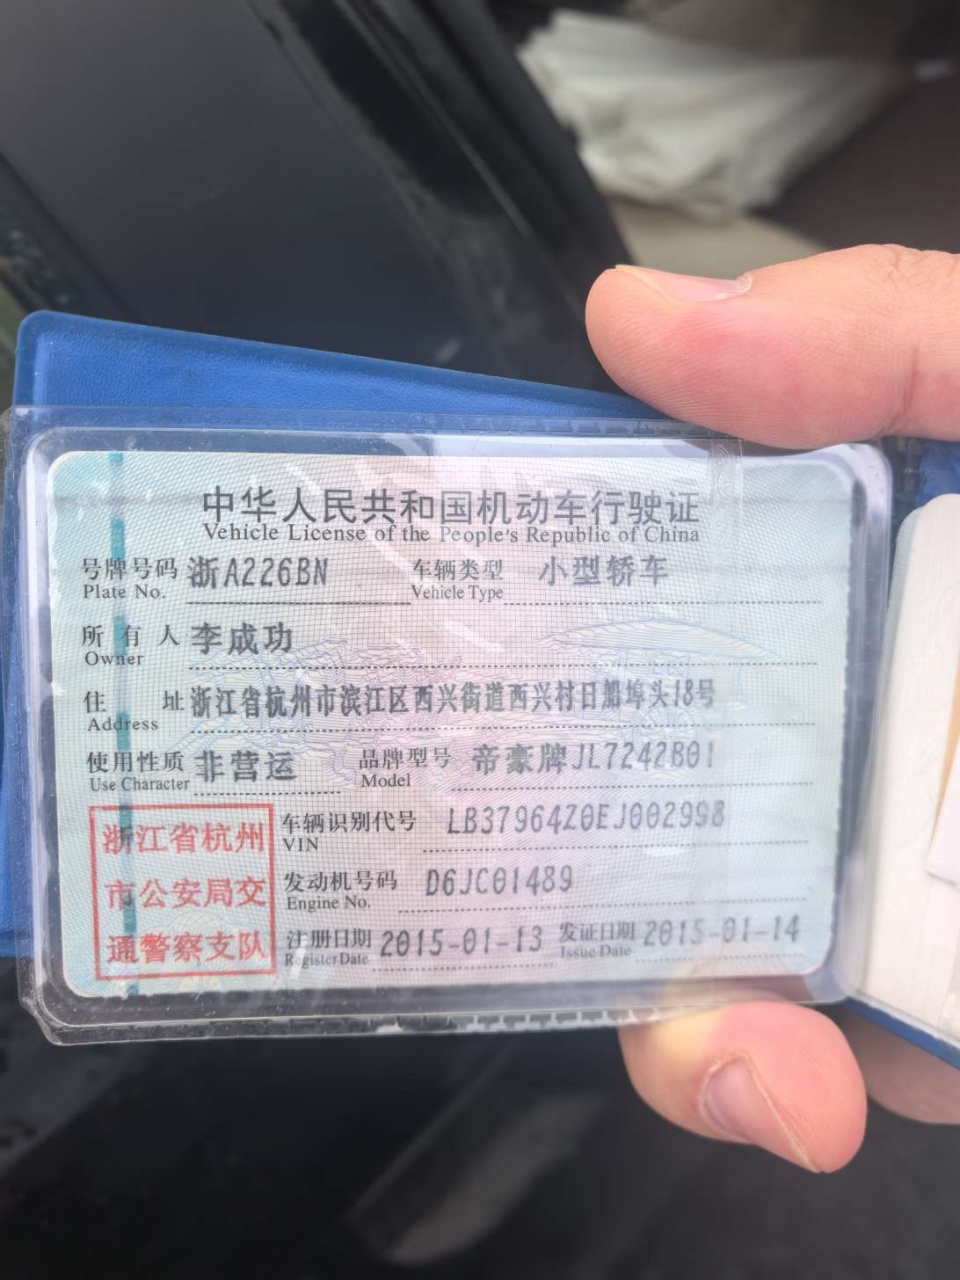 中华人民共和国机动车行驶证
Vehicle License of the People's Republic of China
号牌号码 浙A226BN 车辆类型 小型轿车
Plate No. Vehicle Type
所有人 李成功
Owner
住址 浙江省杭州市滨江区西兴街道西兴村日船埠头18号
Address
使用性质 非营运 品牌型号 帝豪牌JL7242B01
Use Character Model
浙江省杭州
市公安局交
通警察支队
车辆识别代号 LB37964Z0EJ002998
VIN
发动机号码 D6JC01489
Engine No.
注册日期 2015-01-13 发证日期 2015-01-14
Register Date Issue Date